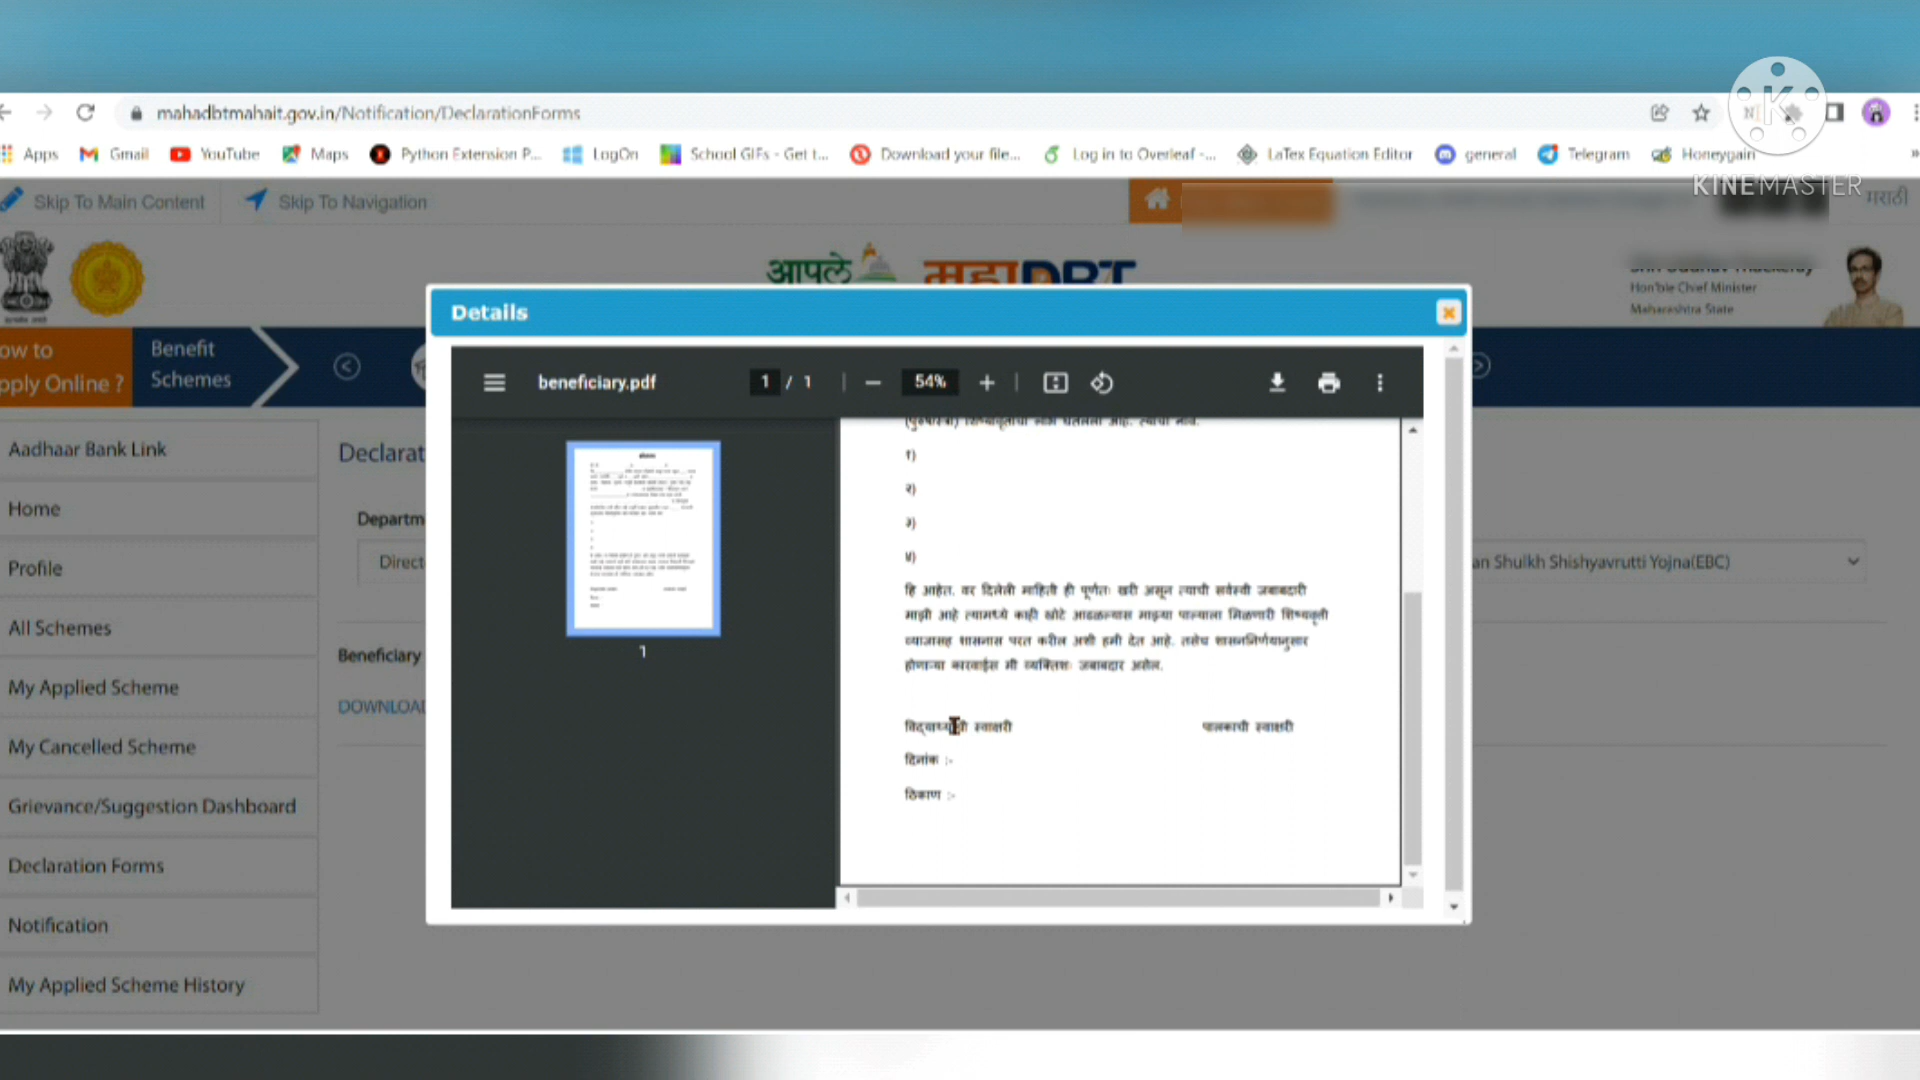 mahadbtmahait.gov.in/Notification/DeclarationForms
Apps Gmail YouTube Maps Python Extension P... LogOn School GIFs - Get t... Download your file... Log in to Overleaf -... LaTex Equation Editor general Telegram Honeygain »
KINEMASTER
Skip To Main Content Skip To Navigation मराठी
आपले महाDBT
Hon'ble Chief Minister
Maharashtra State
ow to
pply Online ?
Benefit
Schemes
Details
beneficiary.pdf 1 / 1 54%
Aadhaar Bank Link
Home
Profile
All Schemes
My Applied Scheme
My Cancelled Scheme
Grievance/Suggestion Dashboard
Declaration Forms
Notification
My Applied Scheme History
Declarat
Departm
Direct
an Shulkh Shishyavrutti Yojna(EBC)
Beneficiary
DOWNLOAD
1
१)
२)
३)
४)
हि आहेत. वर दिलेली माहिती ही पूर्णतः खरी असून त्याची सर्वस्वी जबाबदारी
माझी आहे त्यामध्ये काही खोटे आढळल्यास माझ्या पाल्याला मिळणारी शिष्यवृती
व्याजासह शासनास परत करील अशी हमी देत आहे. तसेच शासननिर्णयानुसार
होणाऱ्या कारवाईस मी व्यक्तिशः जबाबदार असेल.
स्वाक्षरी पालकाची स्वाक्षरी
दिनांक :-
ठिकाण :-